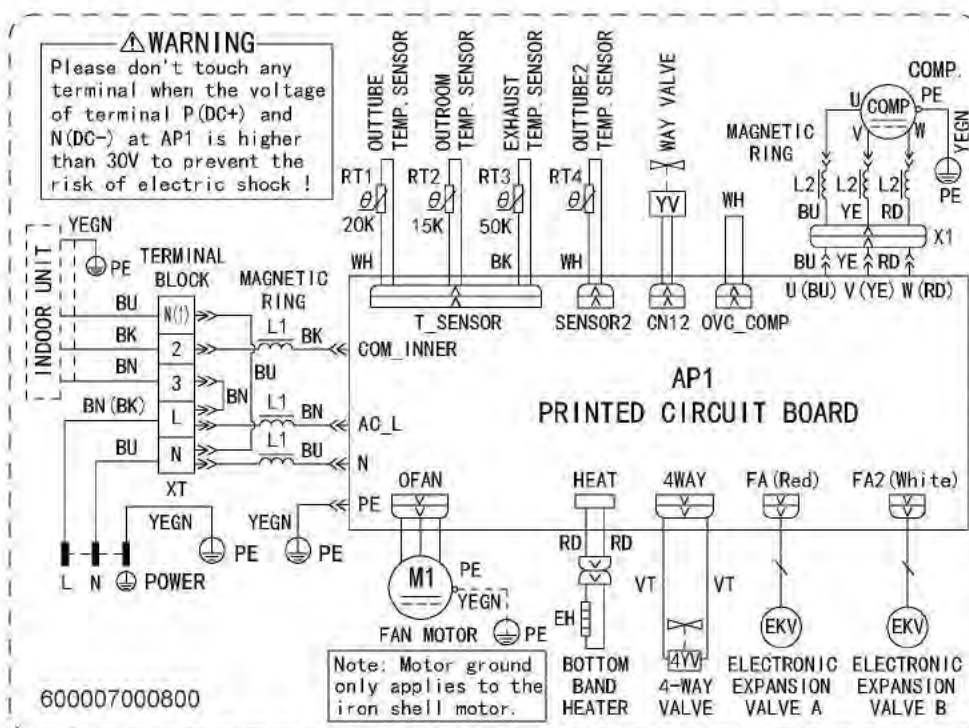 ⚠WARNING
Please don't touch any
terminal when the voltage
of terminal P(DC+) and
N(DC-) at AP1 is higher
than 30V to prevent the
risk of electric shock !
OUTTUBE
TEMP. SENSOR
OUTROOM
TEMP. SENSOR
EXHAUST
TEMP. SENSOR
OUTTUBE2
TEMP. SENSOR
WAY VALVE
COMP.
U
COMP
PE
V
W
YEGN
PE
MAGNETIC
RING
RT1
θ
20K
RT2
θ
15K
RT3
θ
50K
RT4
θ
YV
WH
L2 L2 L2
BU YE RD
X1
BU YE RD
WH
BK
WH
U(BU) V(YE) W(RD)
T_SENSOR
SENSOR2
CN12
OVC_COMP
YEGN
PE
INDOOR UNIT
TERMINAL
BLOCK
MAGNETIC
RING
BU
N(1)
L1
BK
2
BK
COM_INNER
BU
BN
3
BN
BN(BK)
L
L1
BN
AC_L
BU
N
L1
BU
N
XT
AP1
PRINTED CIRCUIT BOARD
PE
YEGN
PE
YEGN
PE
L N POWER
OFAN
HEAT
4WAY
FA(Red)
FA2(White)
M1
PE
YEGN
PE
FAN MOTOR
RD RD
EH
BOTTOM
BAND
HEATER
VT VT
4YV
4-WAY
VALVE
EKV
ELECTRONIC
EXPANSION
VALVE A
EKV
ELECTRONIC
EXPANSION
VALVE B
Note: Motor ground
only applies to the
iron shell motor.
600007000800